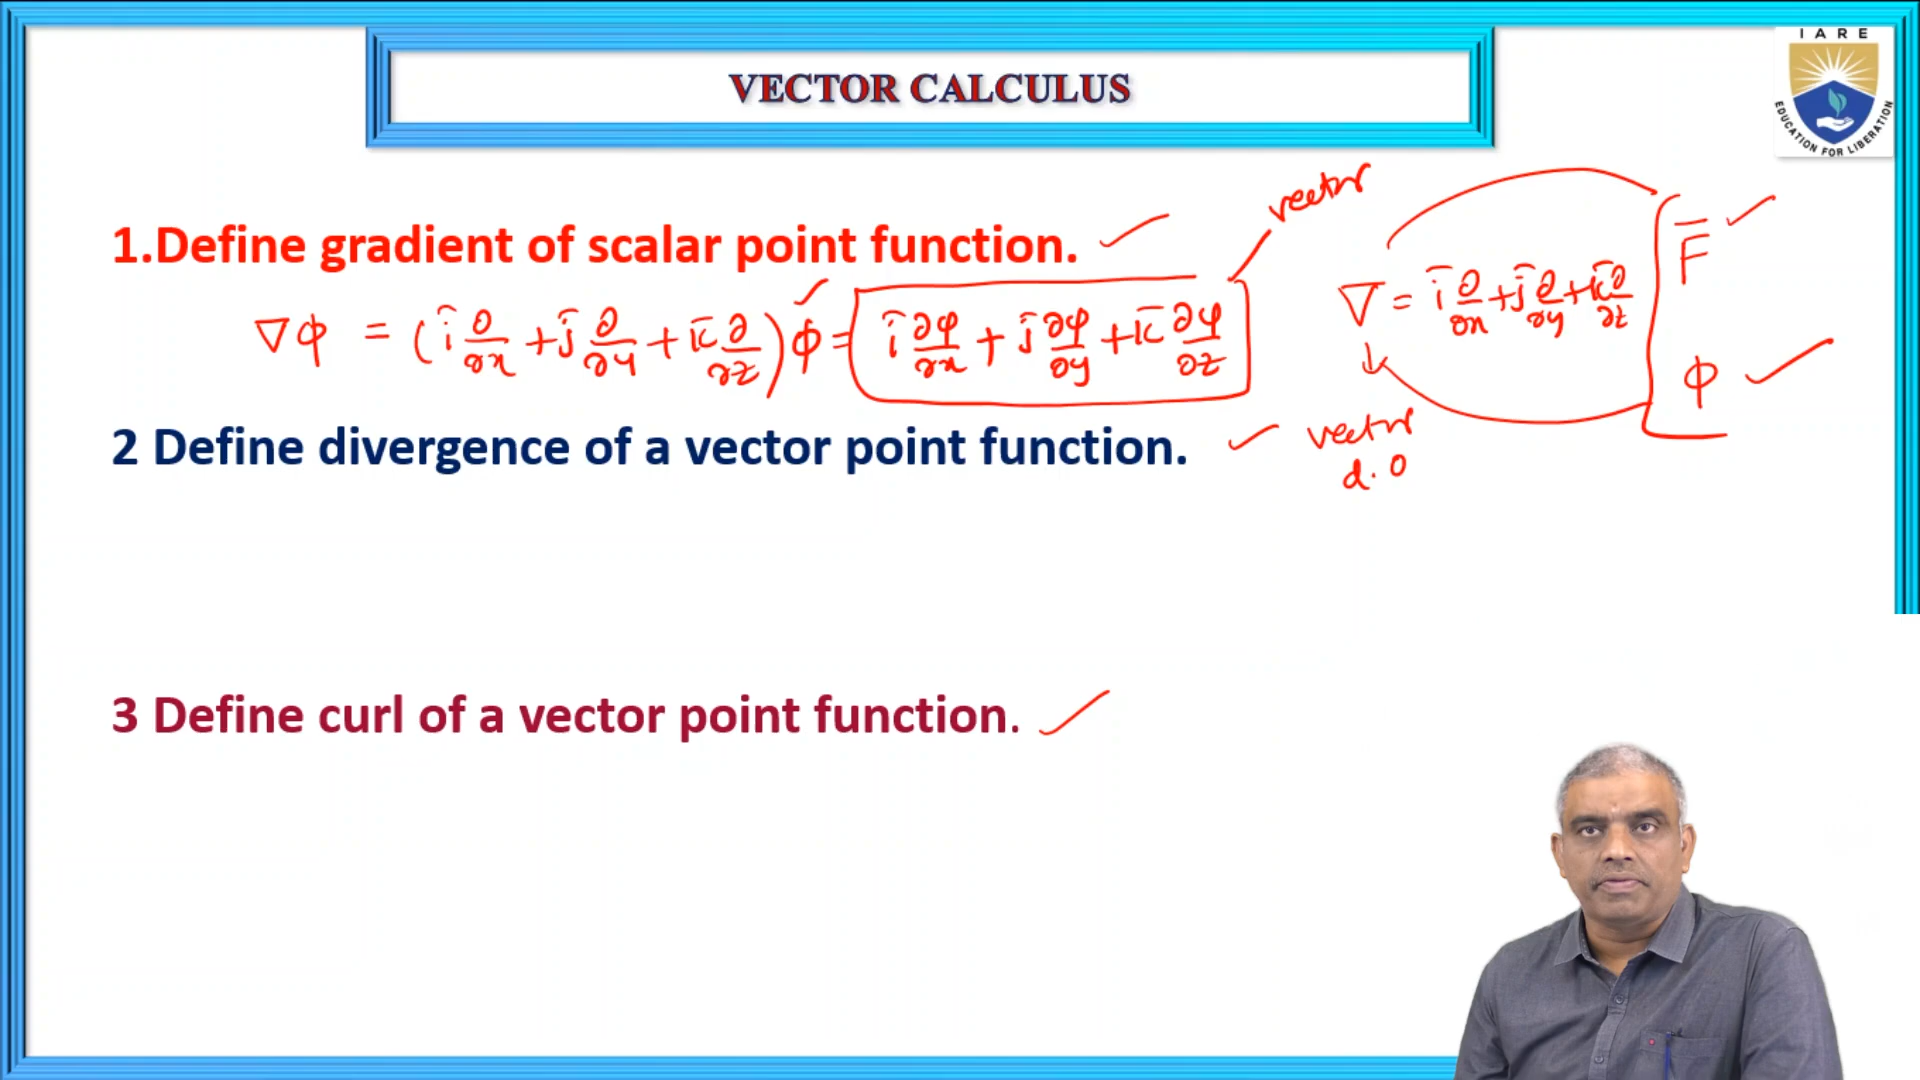 VECTOR CALCULUS
I A R E
EDUCATION FOR LIBERATION
vector
1.Define gradient of scalar point function.
F̄
∇ = ī ∂/∂x + j̄ ∂/∂y + k̄ ∂/∂z
∇φ = (ī ∂/∂x + j̄ ∂/∂y + k̄ ∂/∂z) φ = ī ∂φ/∂x + j̄ ∂φ/∂y + k̄ ∂φ/∂z
φ
2 Define divergence of a vector point function.
vector
d. O
3 Define curl of a vector point function.